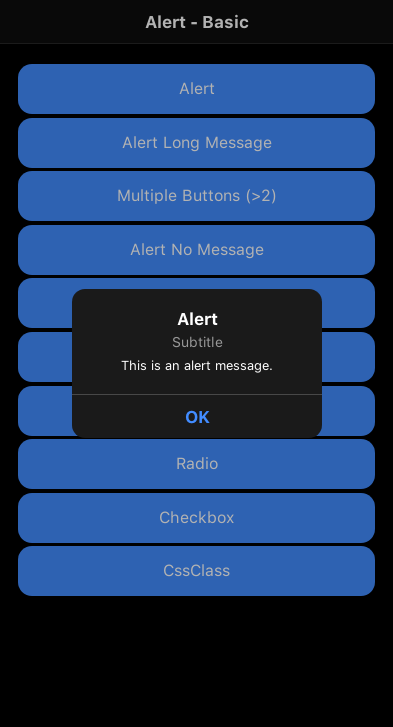 Alert - Basic
Alert
Alert Long Message
Multiple Buttons (>2)
Alert No Message
Alert
Subtitle
This is an alert message.
OK
Radio
Checkbox
CssClass